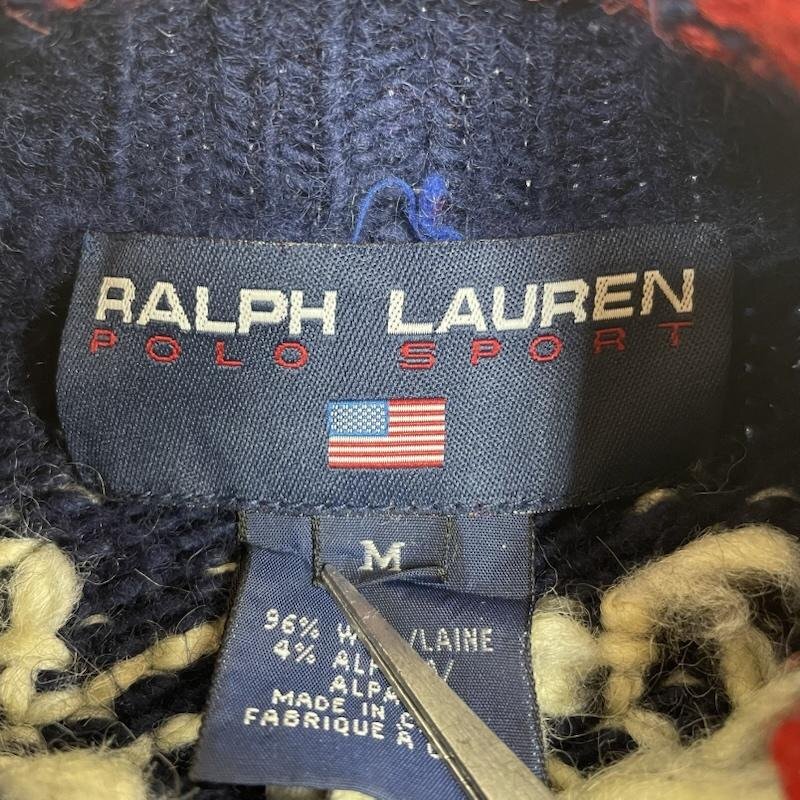 RALPH LAUREN
POLO SPORT
M
96% /LAINE
4%
MADE IN
FABRIQUE A